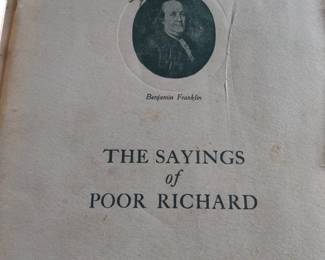 Benjamin Franklin
THE SAYINGS
of
POOR RICHARD